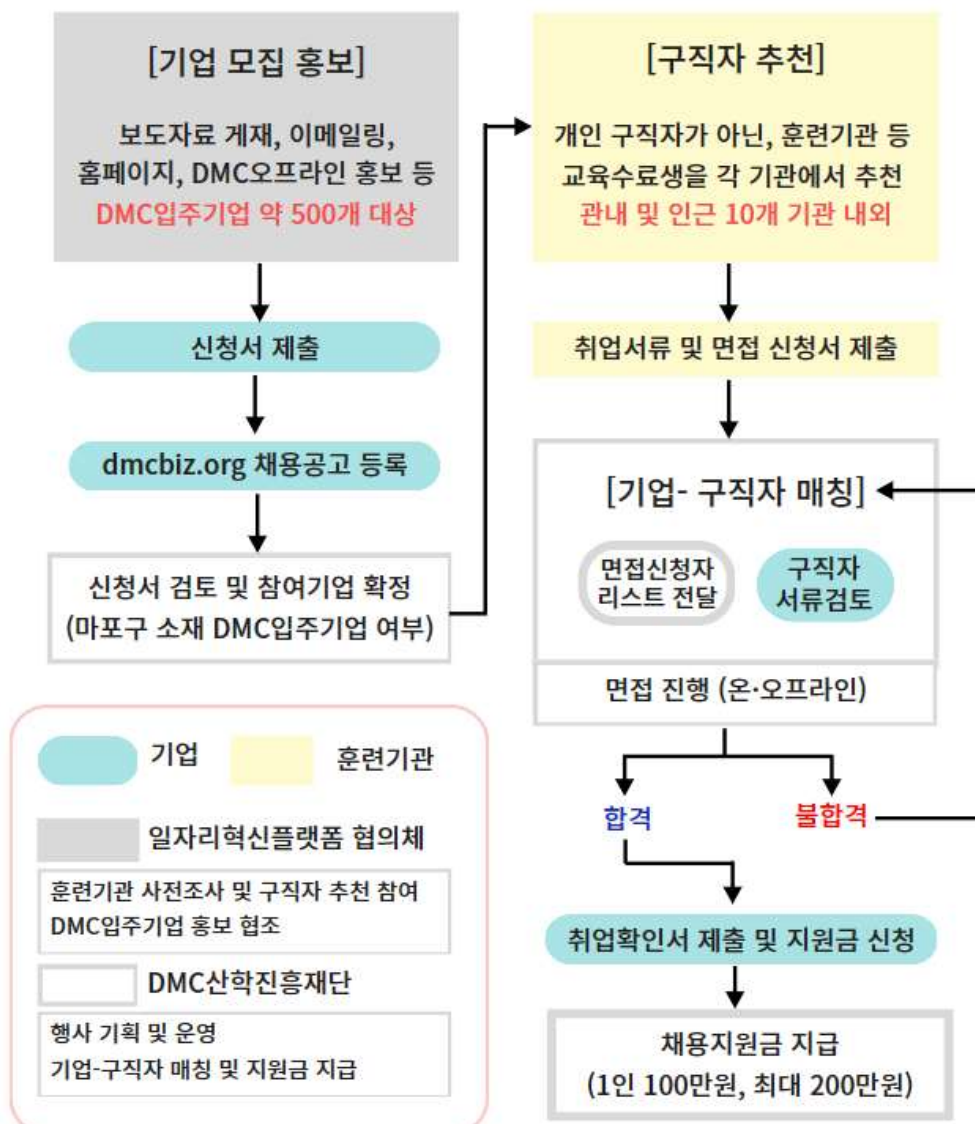 [기업 모집 홍보]
보도자료 게재, 이메일링,
홈페이지, DMC오프라인 홍보 등
DMC입주기업 약 500개 대상
신청서 제출
dmcbiz.org 채용공고 등록
신청서 검토 및 참여기업 확정
(마포구 소재 DMC입주기업 여부)
[구직자 추천]
개인 구직자가 아닌, 훈련기관 등
교육수료생을 각 기관에서 추천
관내 및 인근 10개 기관 내외
취업서류 및 면접 신청서 제출
[기업- 구직자 매칭]
면접신청자
리스트 전달
구직자
서류검토
면접 진행 (온·오프라인)
합격
불합격
취업확인서 제출 및 지원금 신청
채용지원금 지급
(1인 100만원, 최대 200만원)
기업
훈련기관
일자리혁신플랫폼 협의체
훈련기관 사전조사 및 구직자 추천 참여
DMC입주기업 홍보 협조
DMC산학진흥재단
행사 기획 및 운영
기업-구직자 매칭 및 지원금 지급